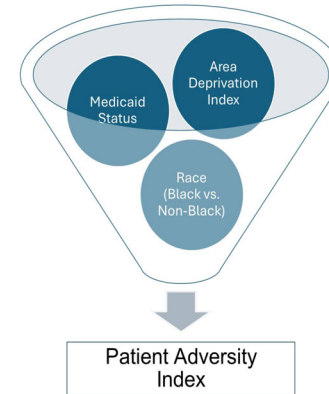 Area
Deprivation
Index
Medicaid
Status
Race
(Black vs.
Non-Black)
Patient Adversity
Index